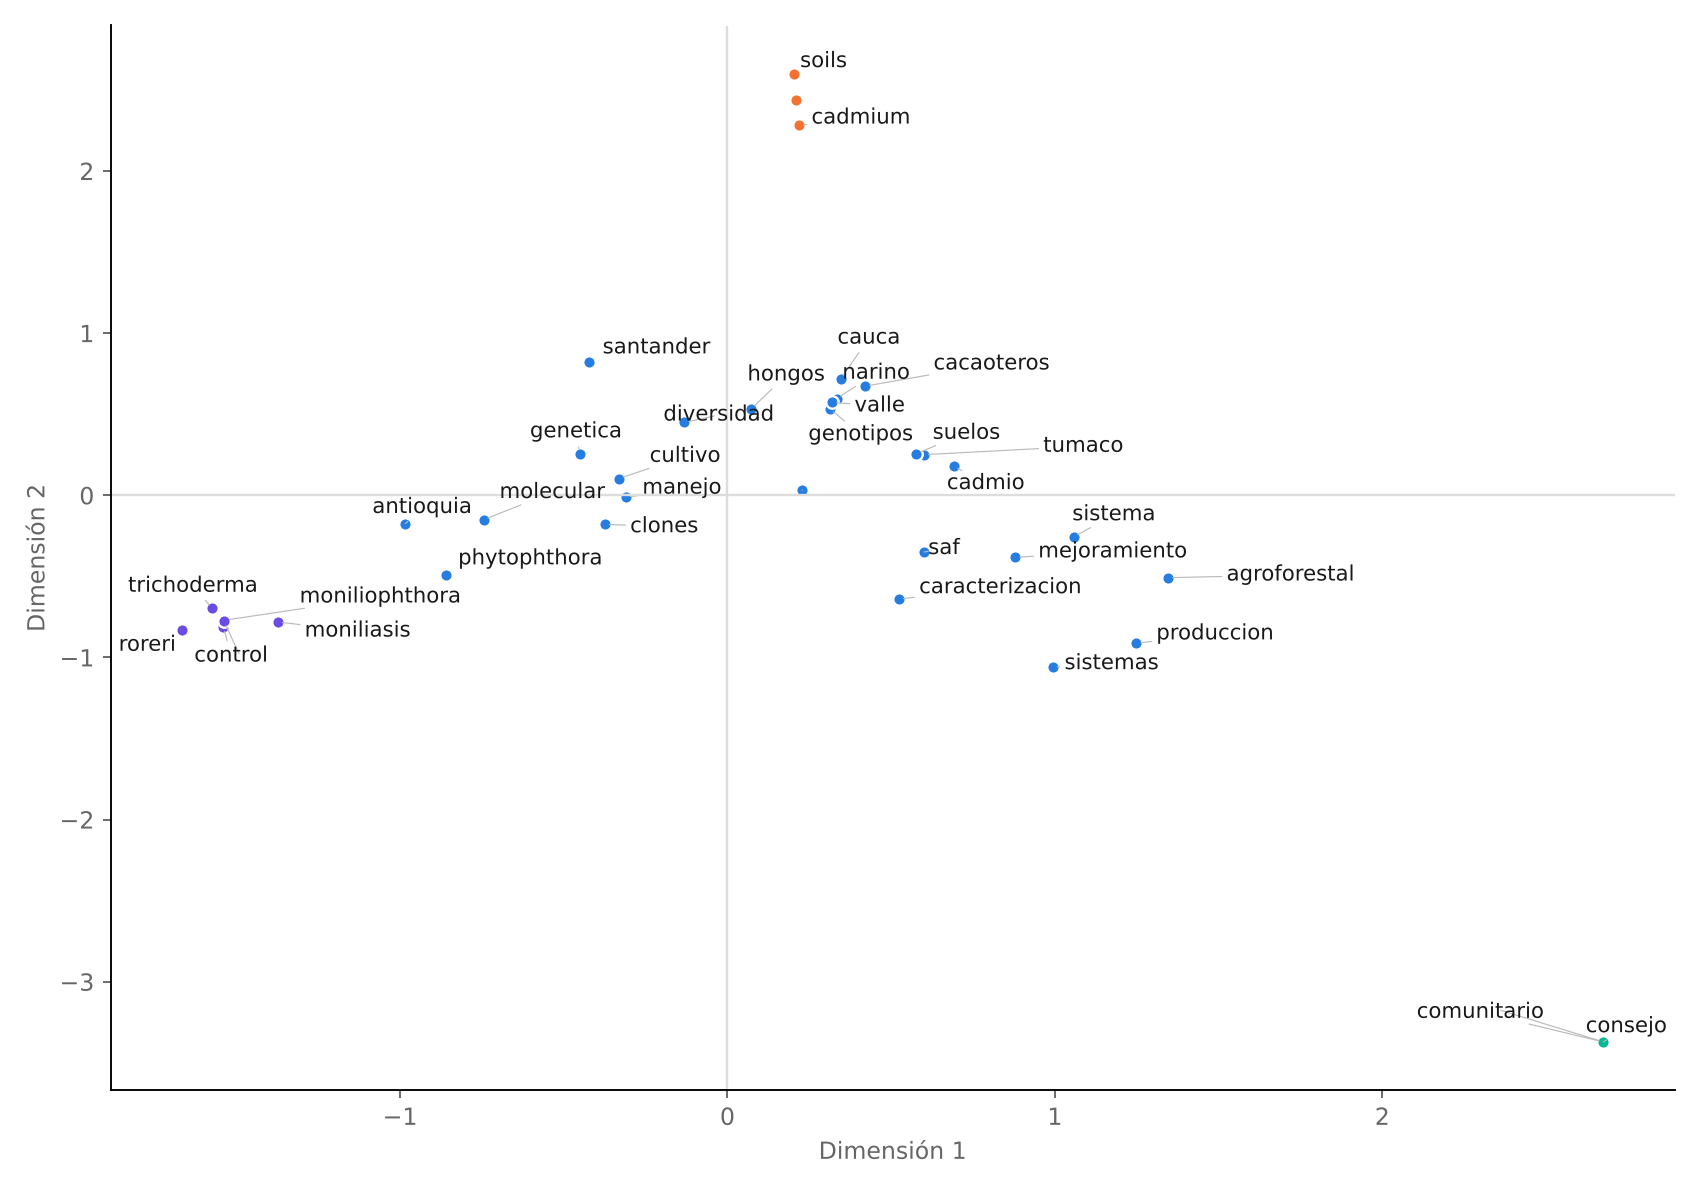 soils
cadmium
2
cauca
1
santander
cacaoteros
narino
hongos
valle
diversidad
genetica
genotipos
suelos
tumaco
cultivo
cadmio
manejo
molecular
0
antioquia
sistema
clones
saf
mejoramiento
phytophthora
agroforestal
trichoderma
caracterizacion
moniliophthora
moniliasis
produccion
roreri
control
−1
sistemas
−2
−3
comunitario
consejo
−1
0
1
2
Dimensión 1
Dimensión 2